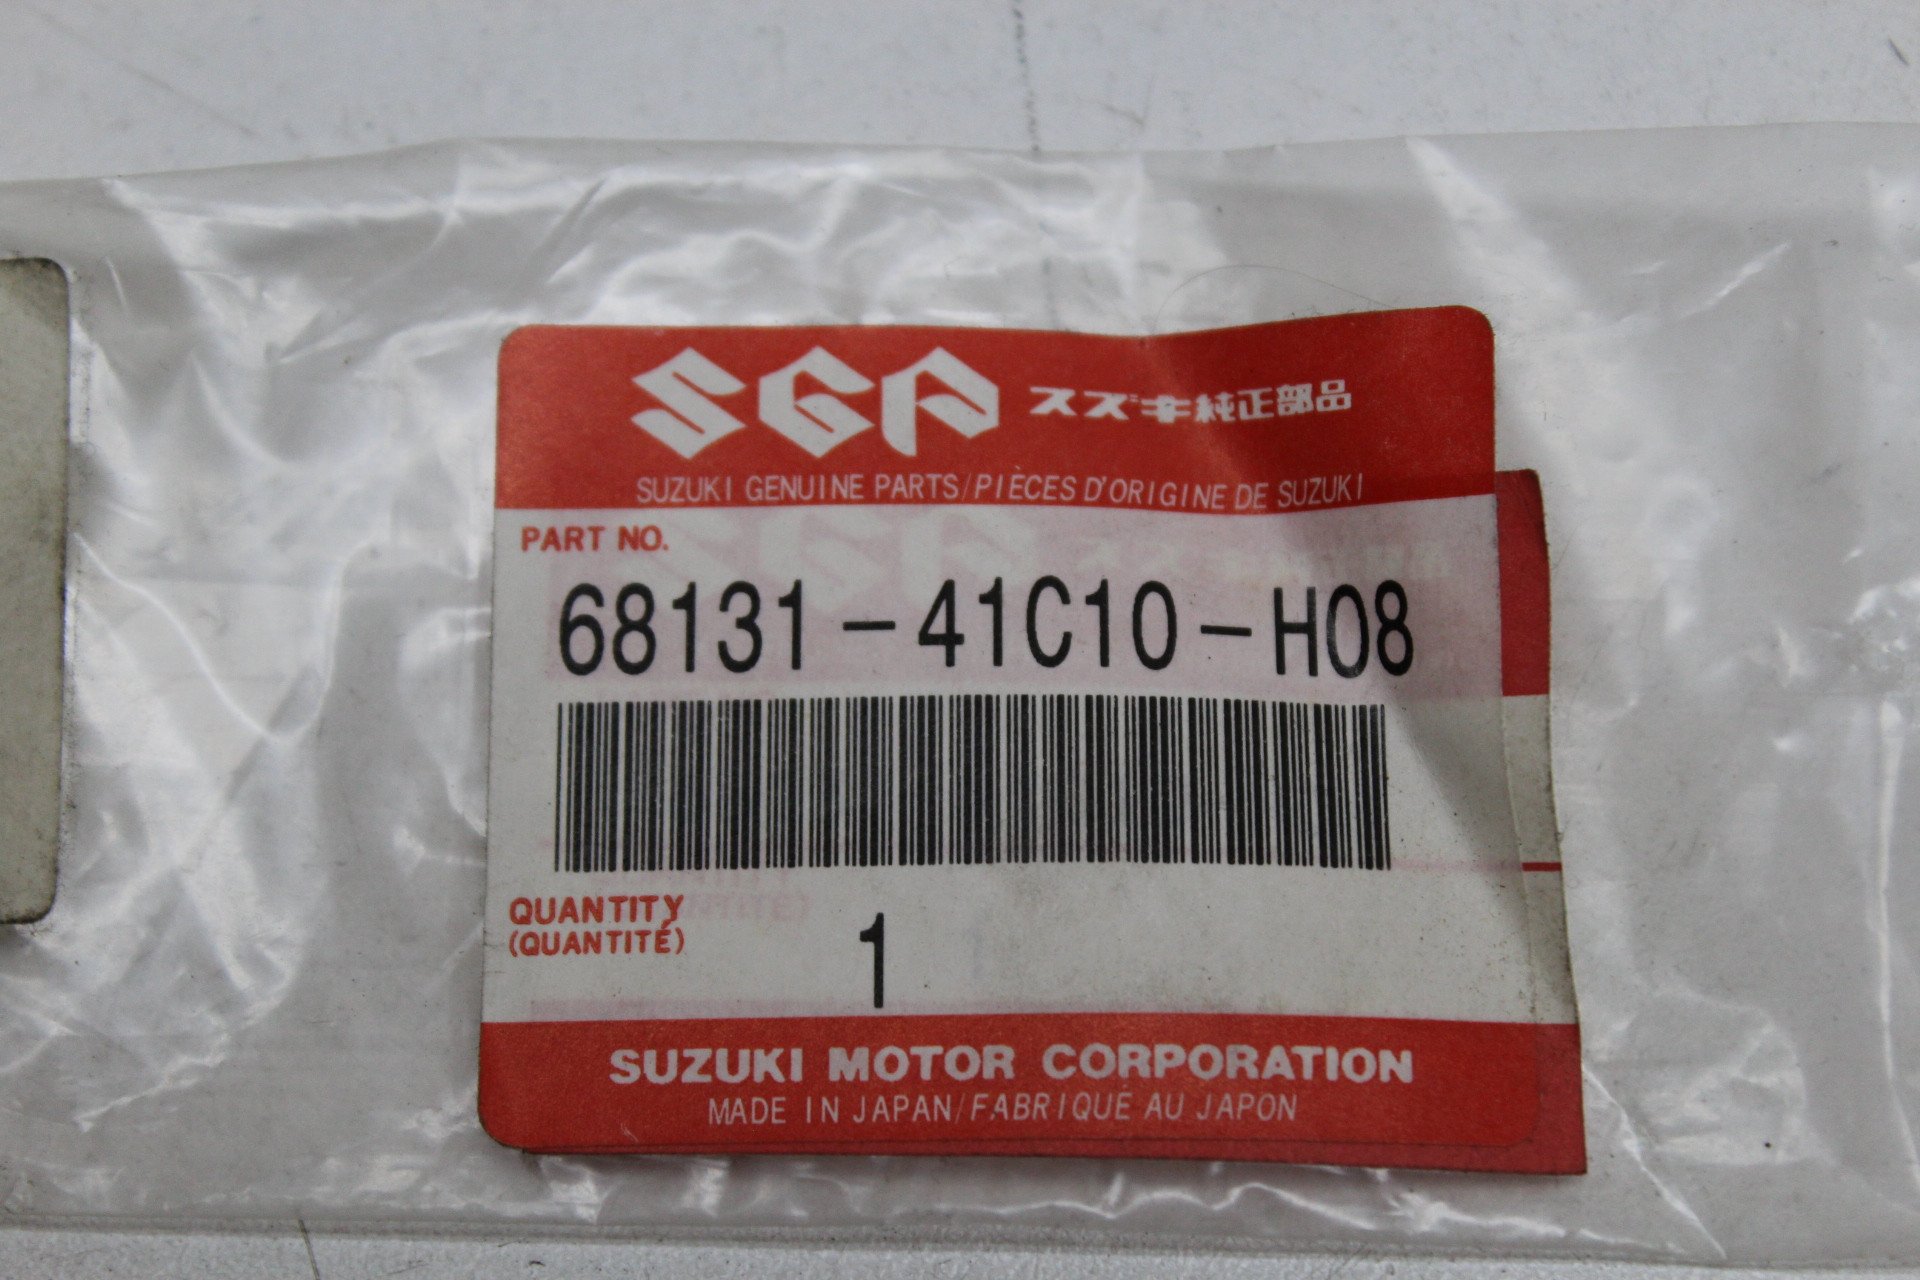 SGP スズキ純正部品
SUZUKI GENUINE PARTS/PIÈCES D'ORIGINE DE SUZUKI
PART NO.
68131-41C10-H08
QUANTITY
(QUANTITÉ)
1
SUZUKI MOTOR CORPORATION
MADE IN JAPAN/FABRIQUÉ AU JAPON